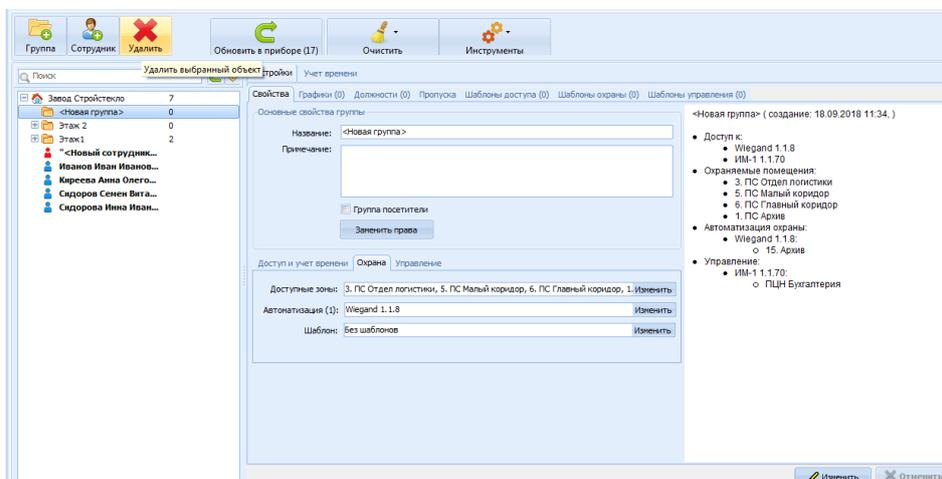 Группа Сотрудник Удалить Обновить в приборе (17) Очистить Инструменты
Удалить выбранный объект
Поиск
Учет времени
Завод Стройстекло 7
<Новая группа> 0
Этаж 2 0
Этаж1 2
"<Новый сотрудник...
Иванов Иван Иванов...
Киреева Анна Олего...
Сидоров Семен Вита...
Сидорова Инна Иван...
Свойства Графики (0) Должности (0) Пропуска Шаблоны доступа (0) Шаблоны охраны (0) Шаблоны управления (0)
Основные свойства группы
Название: <Новая группа>
Примечание:
Группа посетители
Заменить права
Доступ и учет времени Охрана Управление
Доступные зоны: 3. ПС Отдел логистики, 5. ПС Малый коридор, 6. ПС Главный коридор, 1. Изменить
Автоматизация (1): Wiegand 1.1.8 Изменить
Шаблон: Без шаблонов Изменить
<Новая группа> ( создание: 18.09.2018 11:34, )
Доступ к:
Wiegand 1.1.8
ИМ-1 1.1.70
Охраняемые помещения:
3. ПС Отдел логистики
5. ПС Малый коридор
6. ПС Главный коридор
1. ПС Архив
Автоматизация охраны:
Wiegand 1.1.8:
15. Архив
Управление:
ИМ-1 1.1.70:
ПЦН Бухгалтерия
Изменить Отменить